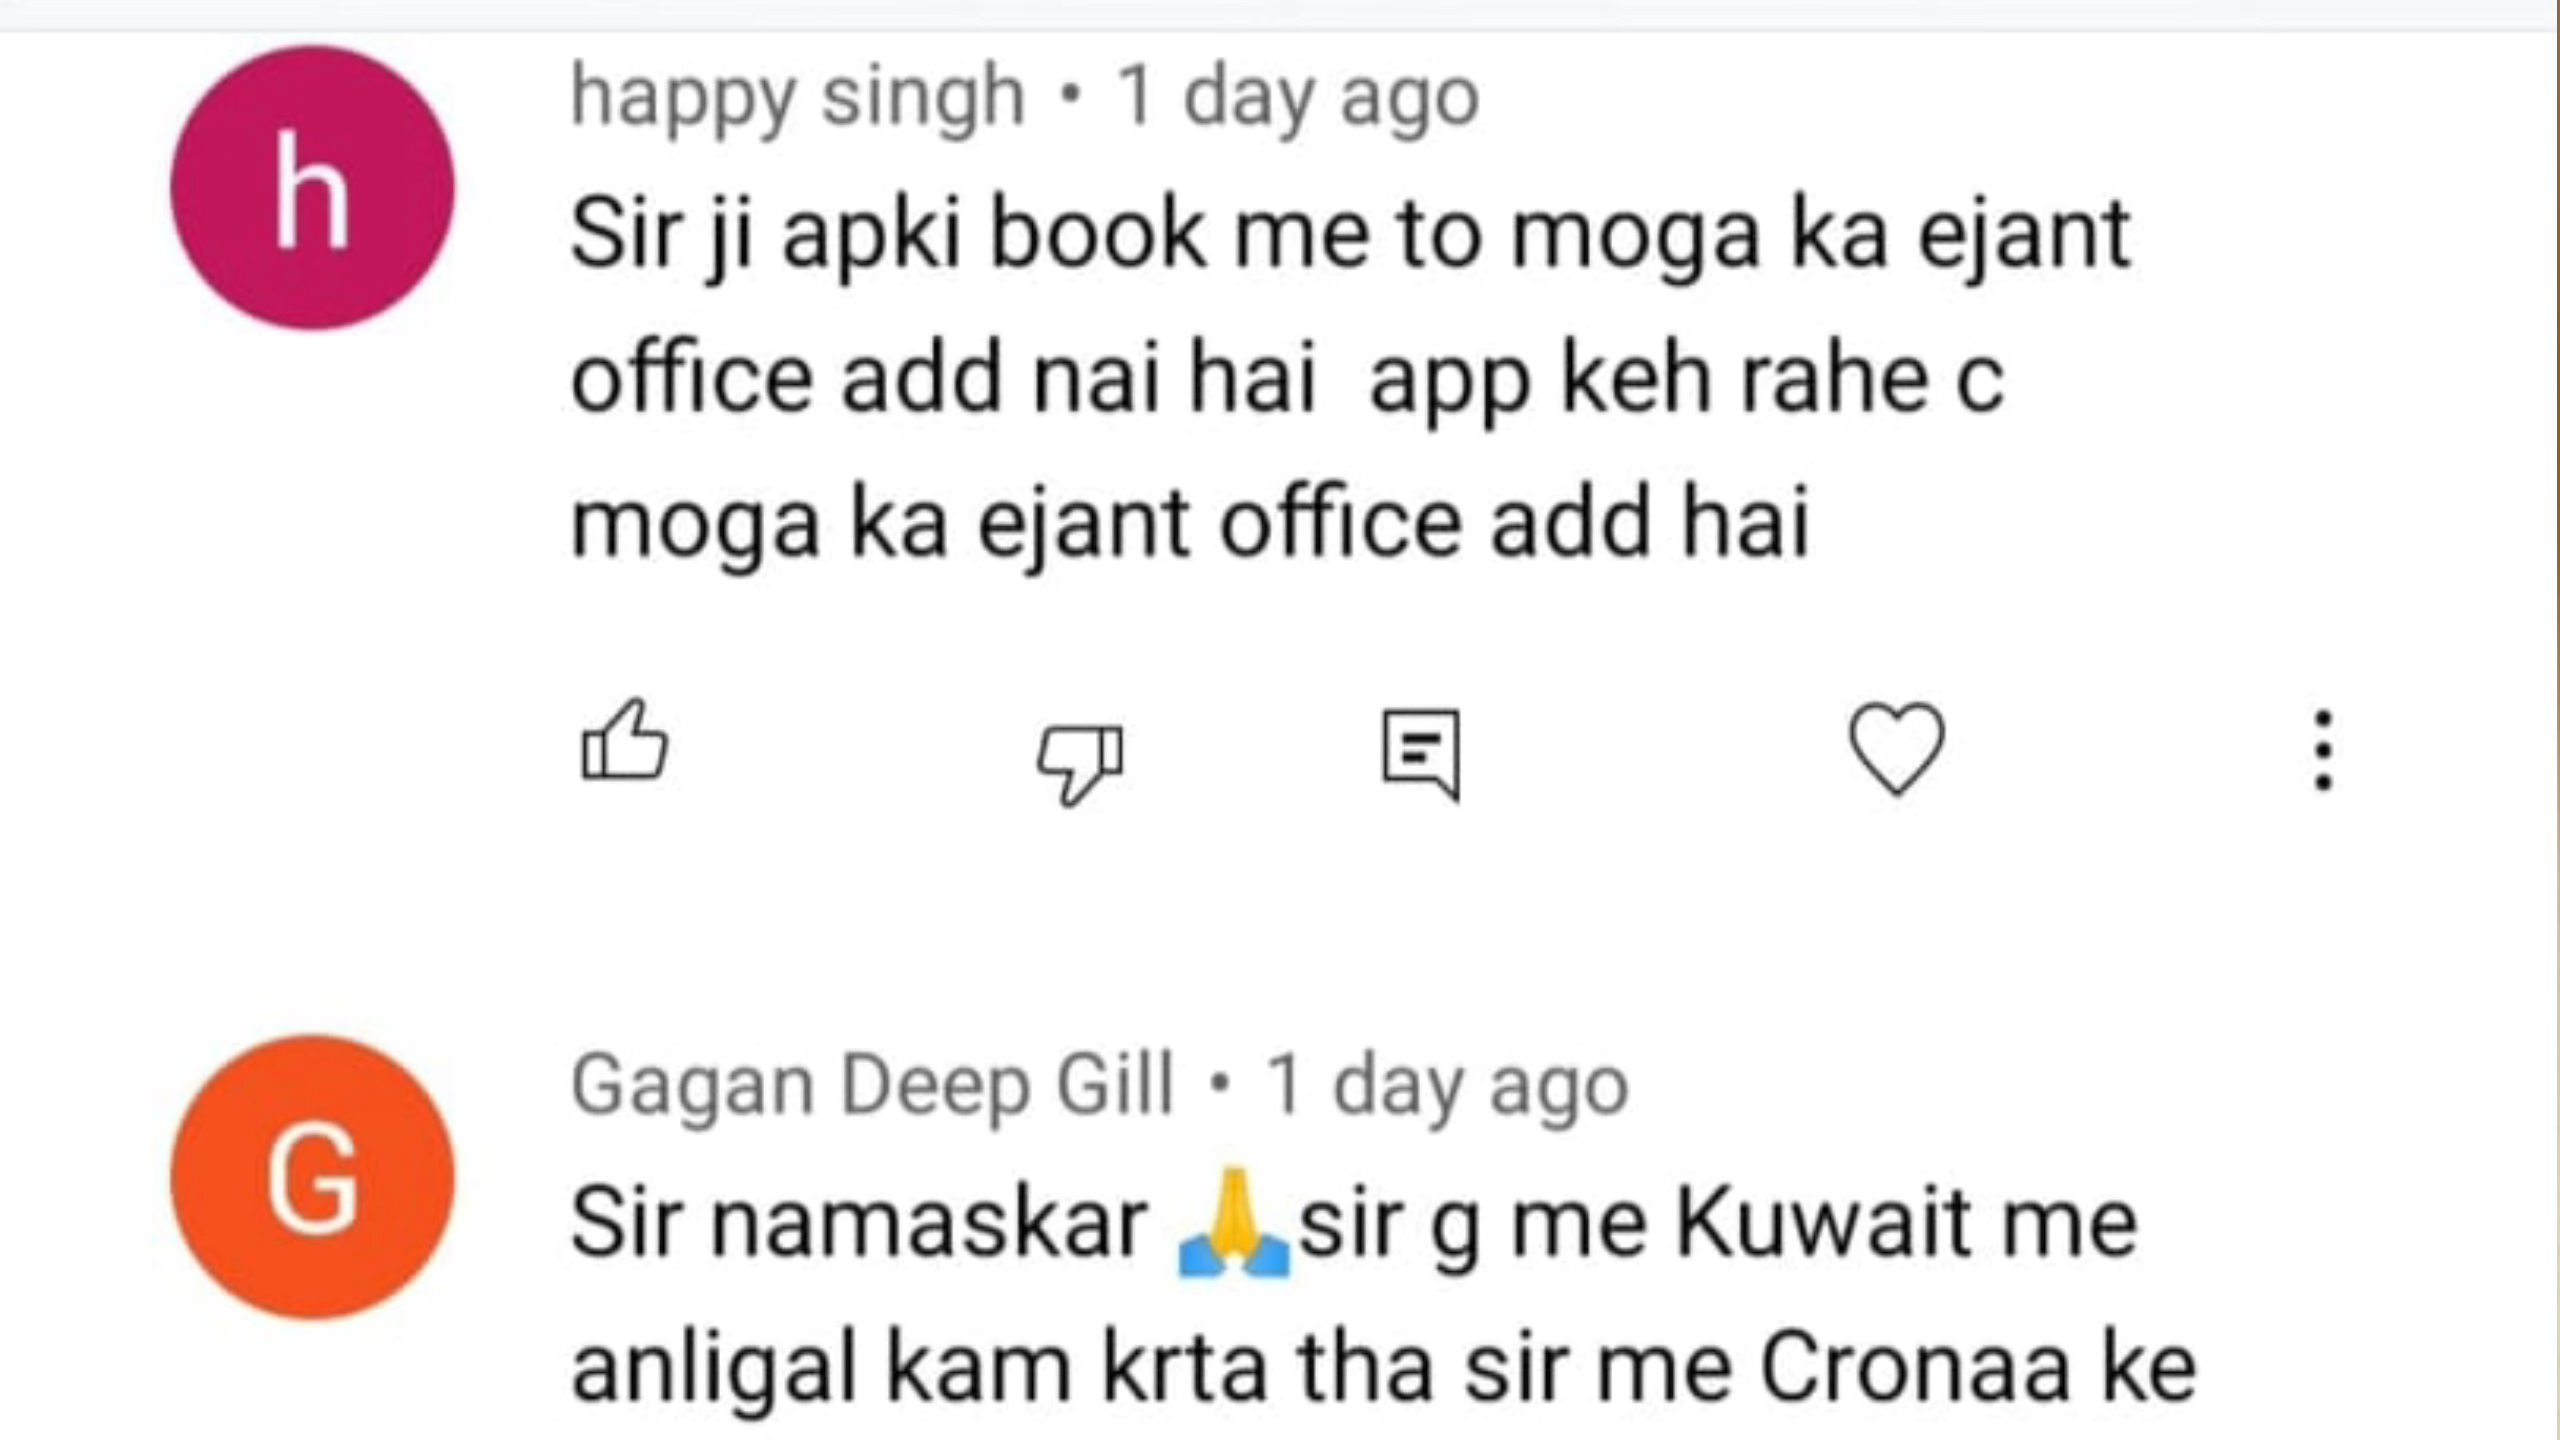 h
happy singh • 1 day ago
Sir ji apki book me to moga ka ejant
office add nai hai  app keh rahe c
moga ka ejant office add hai
G
Gagan Deep Gill • 1 day ago
Sir namaskar 🙏sir g me Kuwait me
anligal kam krta tha sir me Cronaa ke